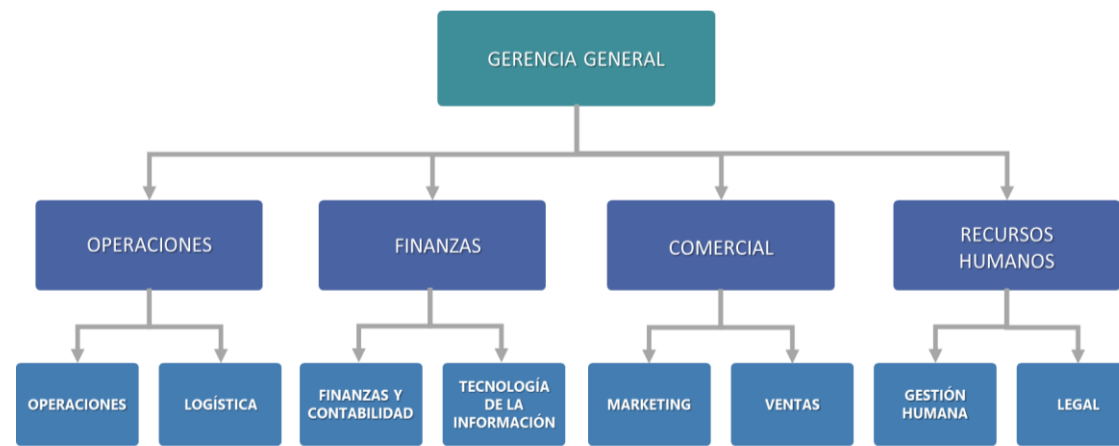 GERENCIA GENERAL
OPERACIONES
FINANZAS
COMERCIAL
RECURSOS
HUMANOS
OPERACIONES
LOGÍSTICA
FINANZAS Y
CONTABILIDAD
TECNOLOGÍA
DE LA
INFORMACIÓN
MARKETING
VENTAS
GESTIÓN
HUMANA
LEGAL